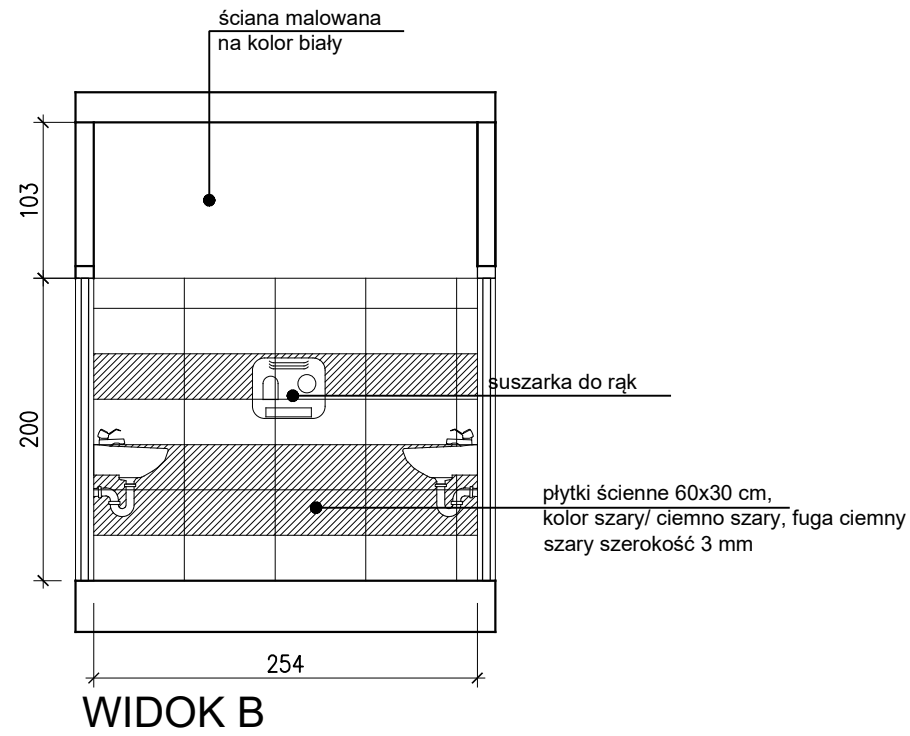 ściana malowana
na kolor biały
103
200
suszarka do rąk
płytki ścienne 60x30 cm,
kolor szary/ ciemno szary, fuga ciemny
szary szerokość 3 mm
254
WIDOK B